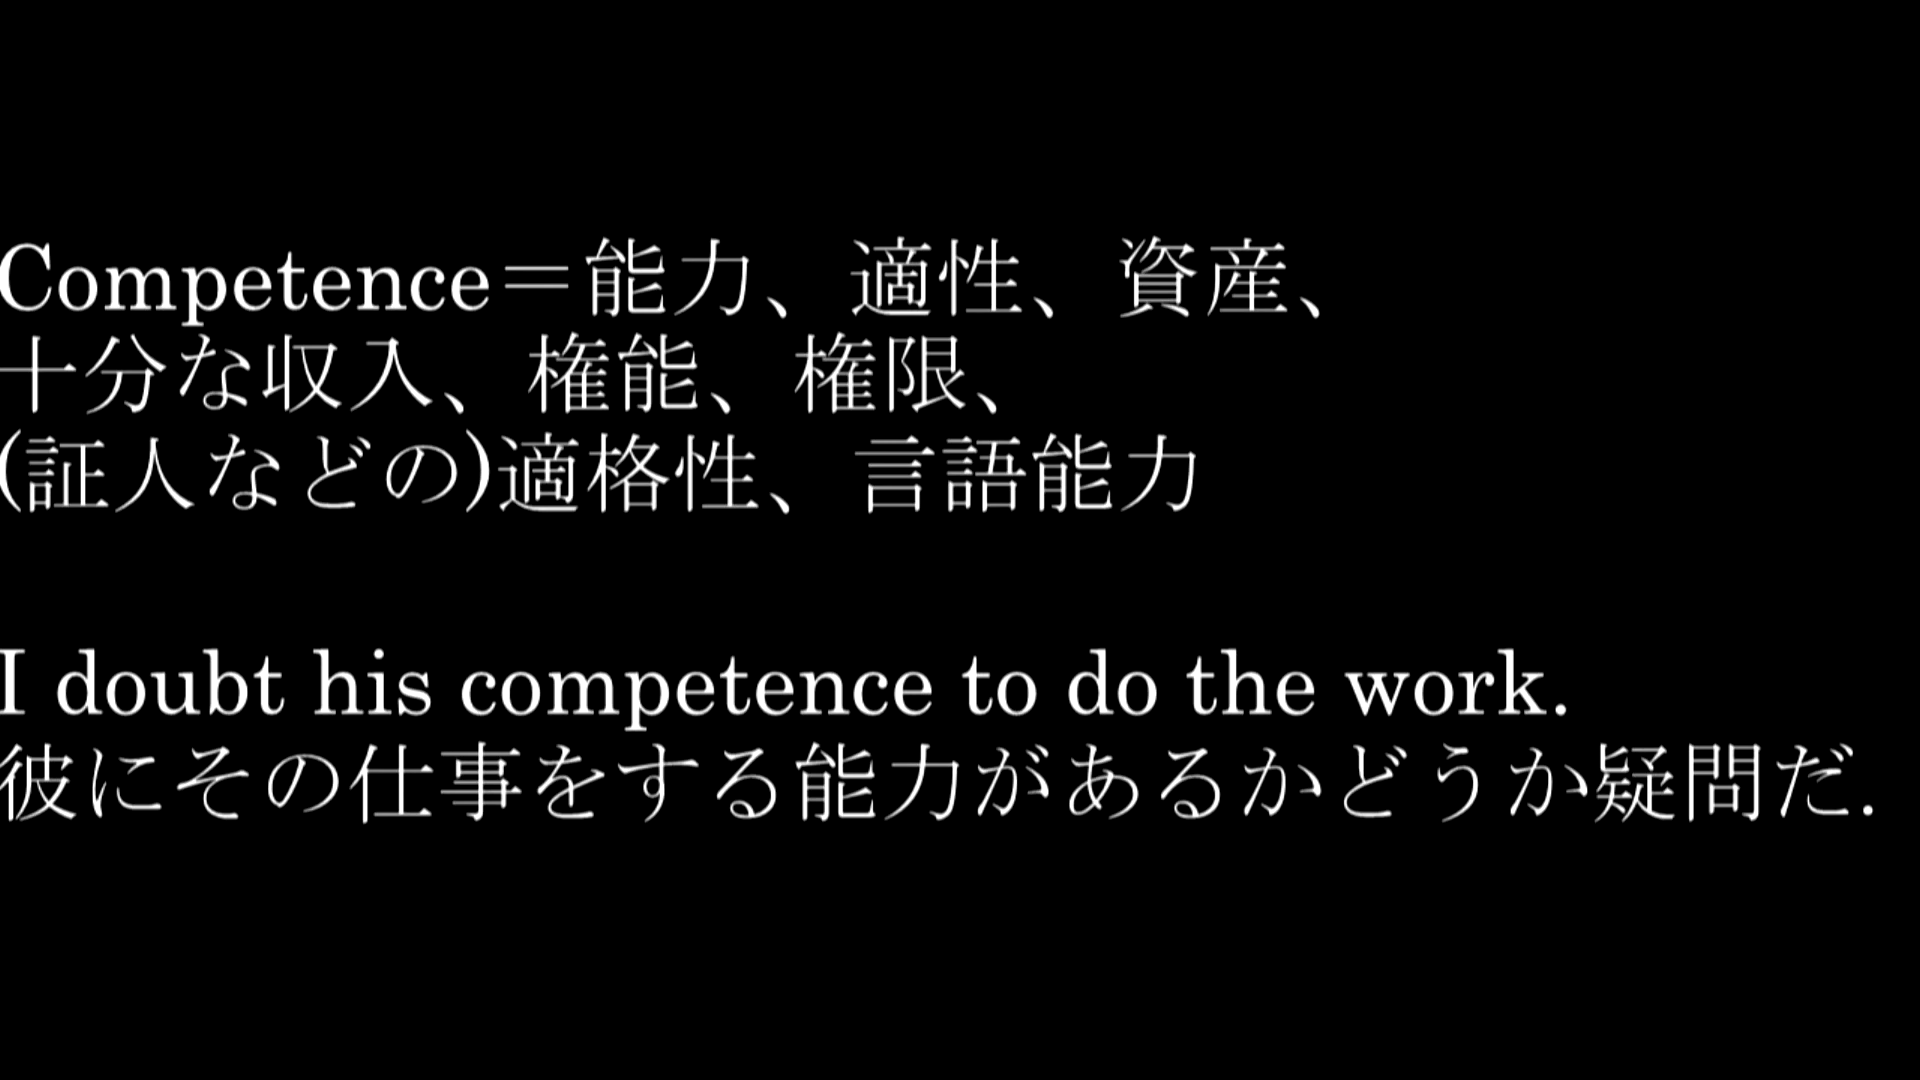 Competence＝能力、適性、資産、
十分な収入、権能、権限、
(証人などの)適格性、言語能力
I doubt his competence to do the work.
彼にその仕事をする能力があるかどうか疑問だ.